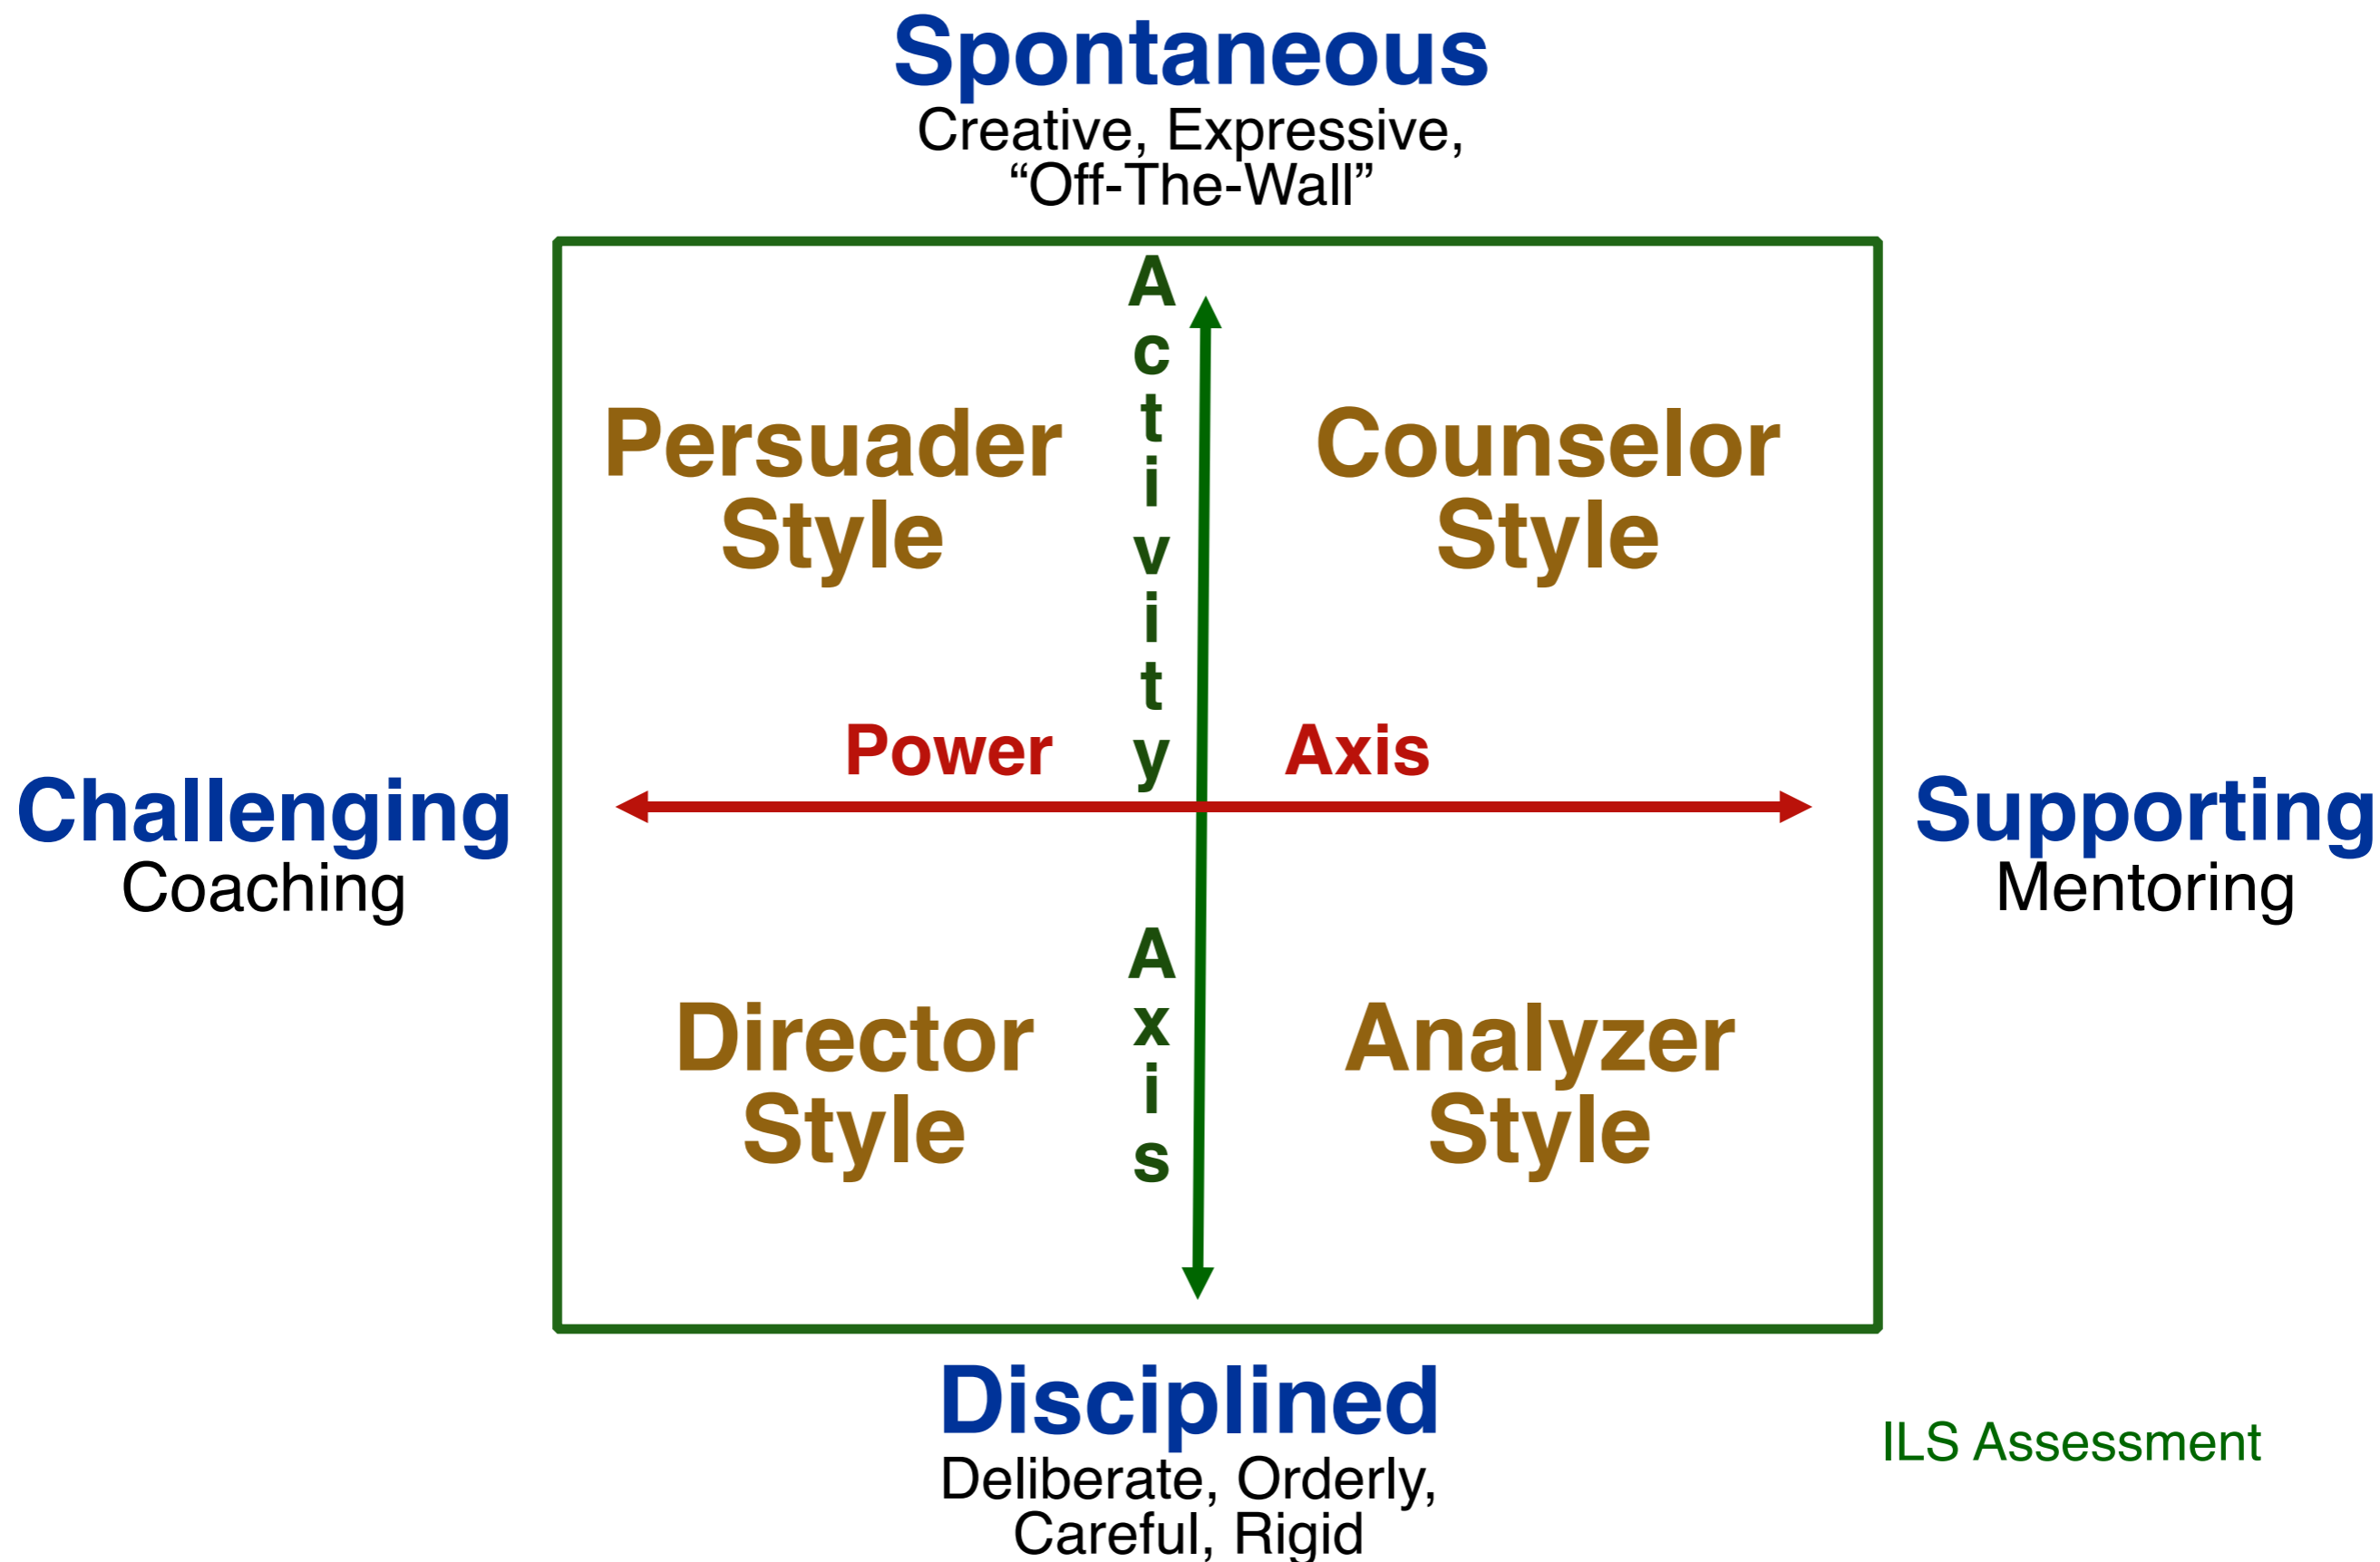 Spontaneous
Creative, Expressive,
“Off-The-Wall”
Activity
Persuader
Style
Counselor
Style
Power Axis
Challenging
Coaching
Supporting
Mentoring
Axis
Director
Style
Analyzer
Style
Disciplined
Deliberate, Orderly,
Careful, Rigid
ILS Assessment